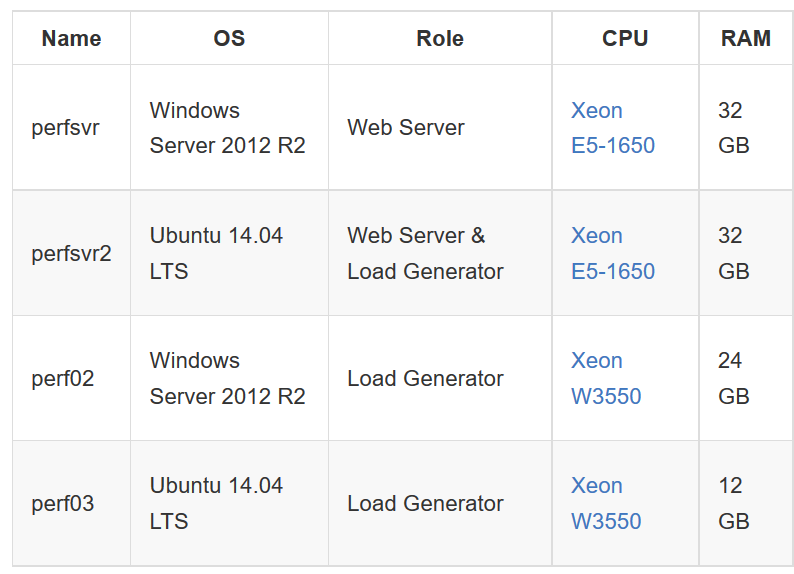 Name OS Role CPU RAM
perfsvr Windows Server 2012 R2 Web Server Xeon E5-1650 32 GB
perfsvr2 Ubuntu 14.04 LTS Web Server & Load Generator Xeon E5-1650 32 GB
perf02 Windows Server 2012 R2 Load Generator Xeon W3550 24 GB
perf03 Ubuntu 14.04 LTS Load Generator Xeon W3550 12 GB